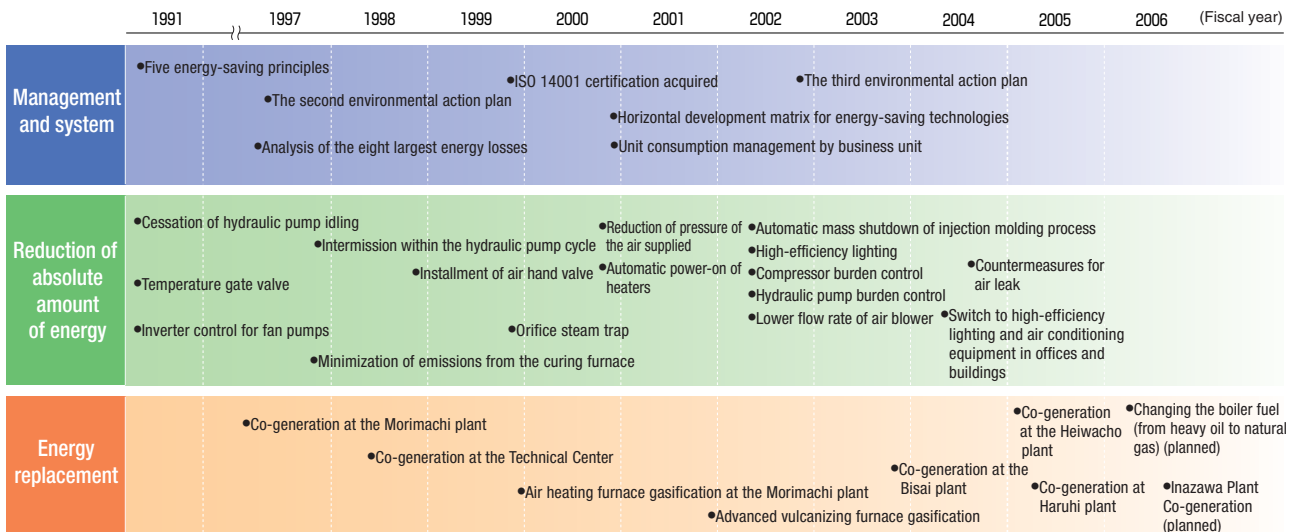 1991 1997 1998 1999 2000 2001 2002 2003 2004 2005 2006 (Fiscal year)
Management
and system
●Five energy-saving principles
●The second environmental action plan
●Analysis of the eight largest energy losses
●ISO 14001 certification acquired
●Horizontal development matrix for energy-saving technologies
●Unit consumption management by business unit
●The third environmental action plan
Reduction of
absolute
amount
of energy
●Cessation of hydraulic pump idling
●Temperature gate valve
●Inverter control for fan pumps
●Intermission within the hydraulic pump cycle
●Minimization of emissions from the curing furnace
●Installment of air hand valve
●Orifice steam trap
●Reduction of pressure of
the air supplied
●Automatic power-on of
heaters
●Automatic mass shutdown of injection molding process
●High-efficiency lighting
●Compressor burden control
●Hydraulic pump burden control
●Lower flow rate of air blower
●Countermeasures for
air leak
●Switch to high-efficiency
lighting and air conditioning
equipment in offices and
buildings
Energy
replacement
●Co-generation at the Morimachi plant
●Co-generation at the Technical Center
●Air heating furnace gasification at the Morimachi plant
●Advanced vulcanizing furnace gasification
●Co-generation at the
Bisai plant
●Co-generation
at the Heiwacho
plant
●Co-generation at
Haruhi plant
●Changing the boiler fuel
(from heavy oil to natural
gas) (planned)
●Inazawa Plant
Co-generation
(planned)